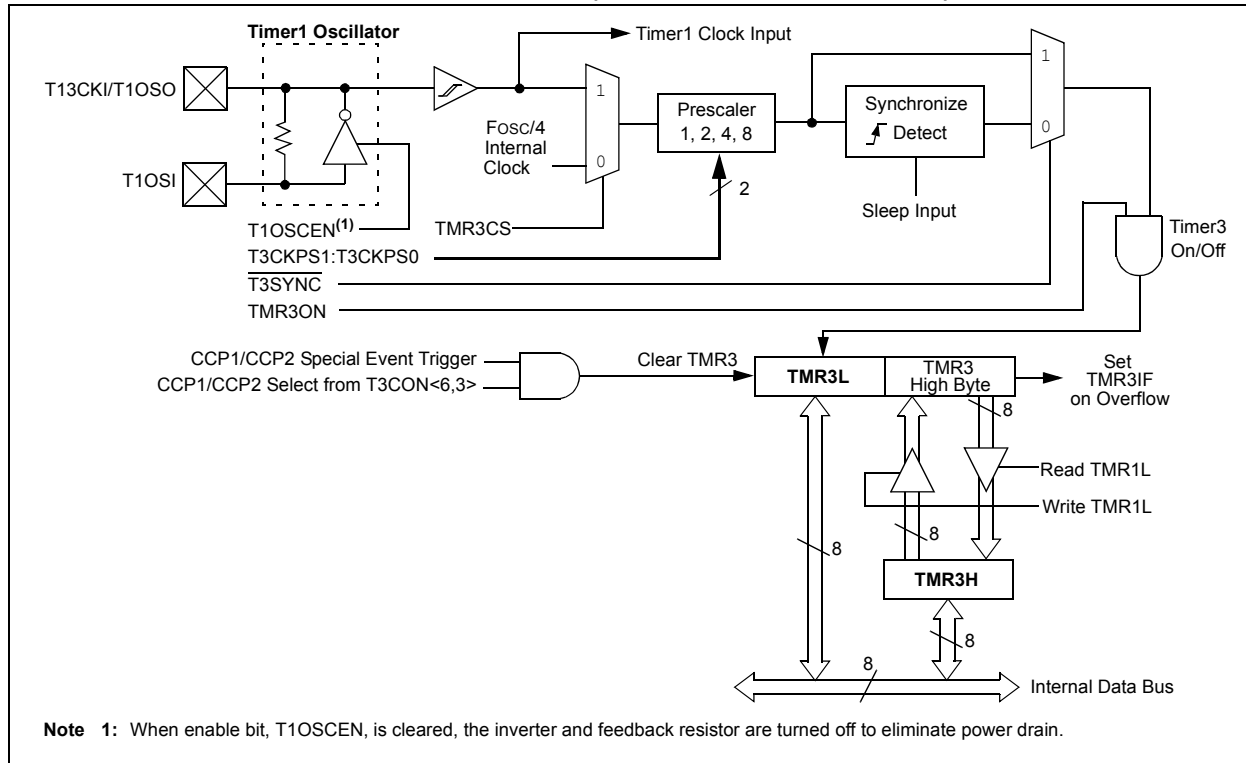 Timer1 Oscillator
Timer1 Clock Input
T13CKI/T1OSO
1
1
Prescaler
1, 2, 4, 8
Synchronize
Detect
FOSC/4
Internal
Clock
0
0
T1OSI
2
Sleep Input
T1OSCEN(1)
TMR3CS
Timer3
On/Off
T3CKPS1:T3CKPS0
T3SYNC
TMR3ON
CCP1/CCP2 Special Event Trigger
CCP1/CCP2 Select from T3CON<6,3>
Clear TMR3
TMR3L
TMR3
High Byte
Set
TMR3IF
on Overflow
8
Read TMR1L
Write TMR1L
8
8
TMR3H
8
8
Internal Data Bus
Note 1: When enable bit, T1OSCEN, is cleared, the inverter and feedback resistor are turned off to eliminate power drain.